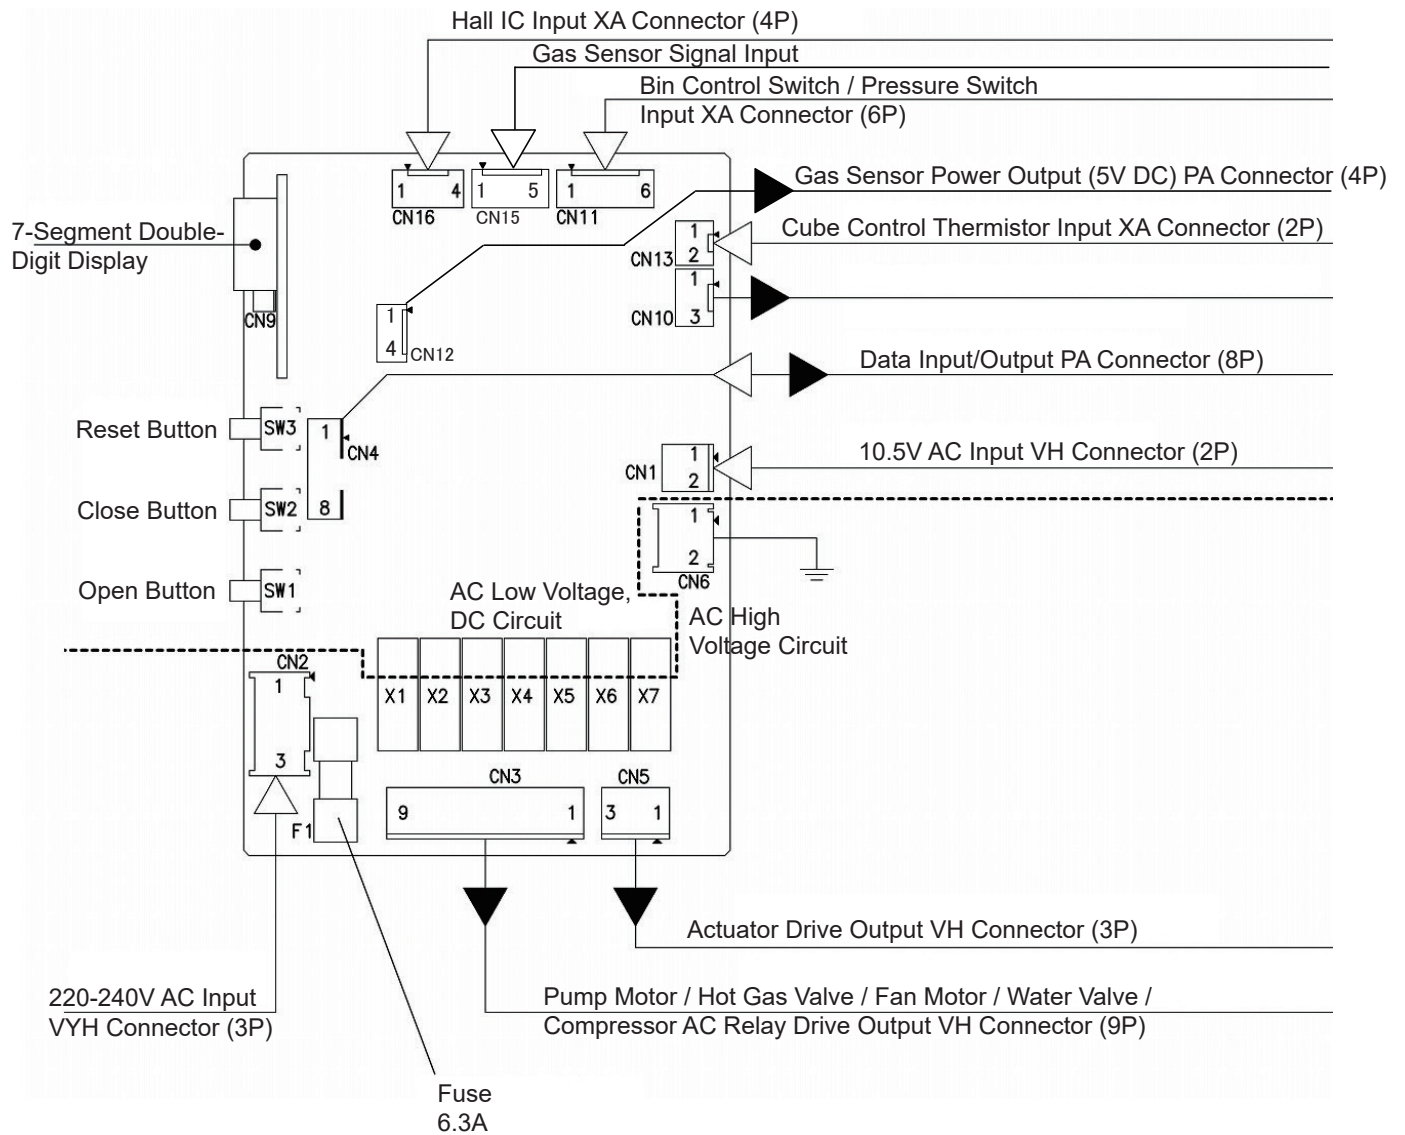 Hall IC Input XA Connector (4P)
Gas Sensor Signal Input
Bin Control Switch / Pressure Switch
Input XA Connector (6P)
Gas Sensor Power Output (5V DC) PA Connector (4P)
1 4
CN16
1 5
CN15
1 6
CN11
7-Segment Double-
Digit Display
CN9
1
2
CN13
Cube Control Thermistor Input XA Connector (2P)
1
3
CN10
1
4
CN12
Data Input/Output PA Connector (8P)
Reset Button
SW3
1
8
CN4
10.5V AC Input VH Connector (2P)
CN1
1
2
Close Button
SW2
1
2
CN6
Open Button
SW1
AC Low Voltage,
DC Circuit
AC High
Voltage Circuit
CN2
1
3
X1 X2 X3 X4 X5 X6 X7
CN3
9 1
CN5
3 1
F1
Actuator Drive Output VH Connector (3P)
220-240V AC Input
VYH Connector (3P)
Pump Motor / Hot Gas Valve / Fan Motor / Water Valve /
Compressor AC Relay Drive Output VH Connector (9P)
Fuse
6.3A